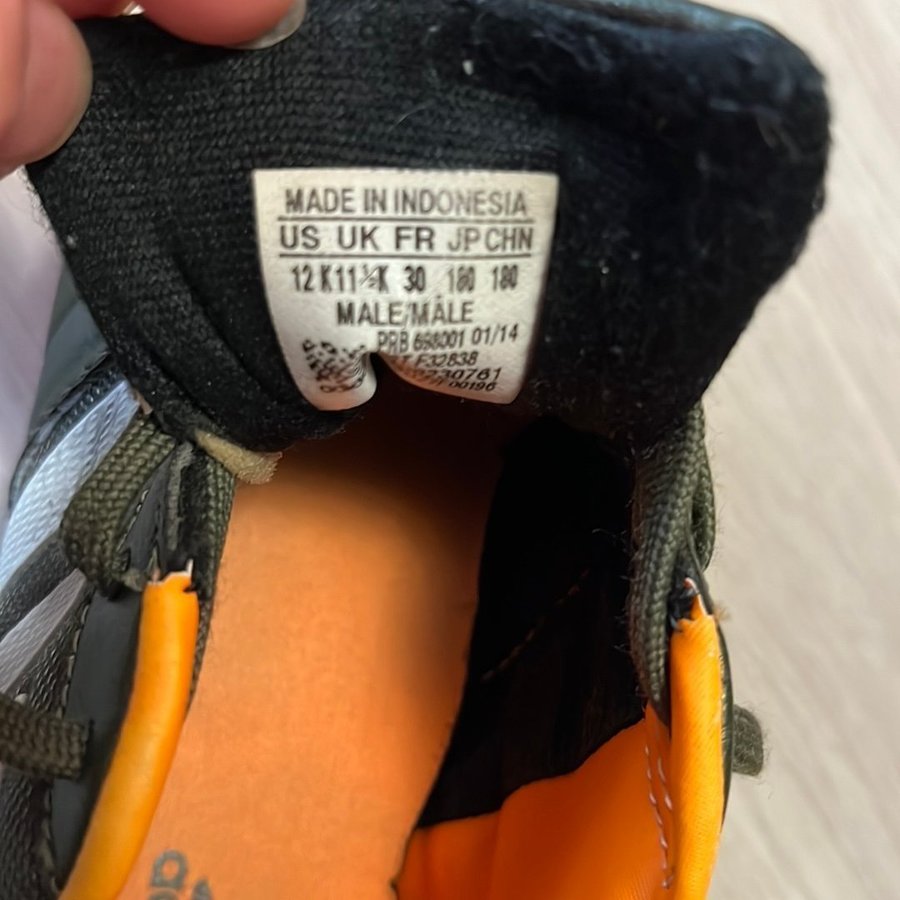 MADE IN INDONESIA
US UK FR JP CHN
12 K 11½K 30 180 180
MALE/MÂLE
PRB 698001 01/14
F32838
230761
00196